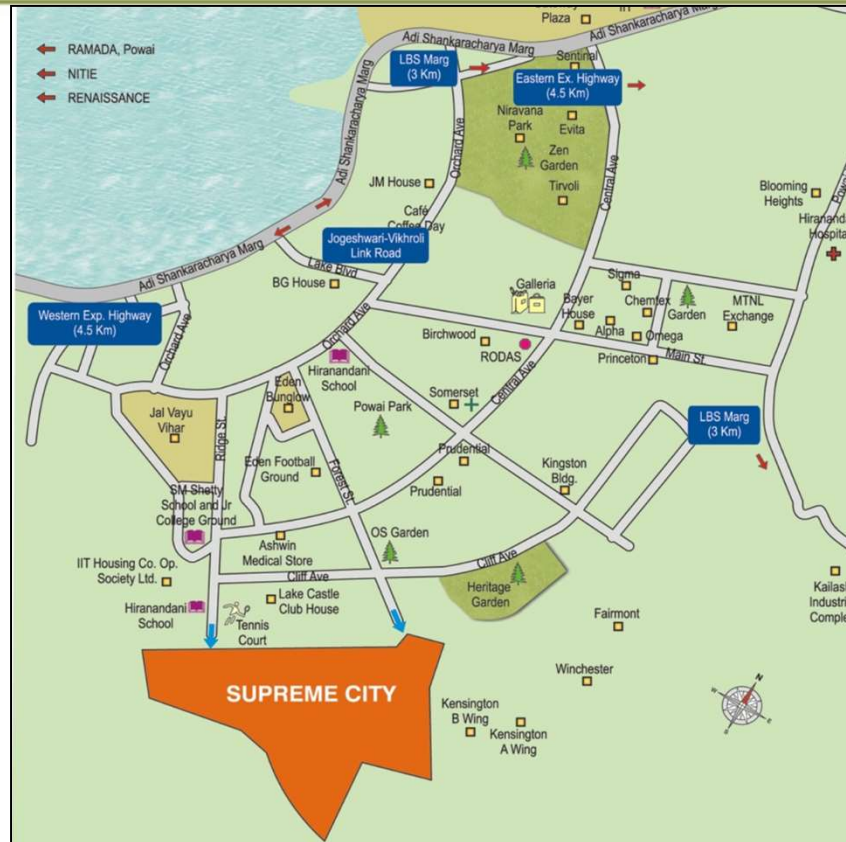 Plaza
Adi Shankaracharya Marg
Adi Shankaracharya Marg
RAMADA, Powai
NITIE
RENAISSANCE
LBS Marg
(3 Km)
Sentinal
Eastern Ex. Highway
(4.5 Km)
Niravana
Park
Evita
Zen
Garden
Tirvoli
Orchard Ave
Central Ave
Adi Shankaracharya Marg
JM House
Café
Coffee Day
Blooming
Heights
Jogeshwari-Vikhroli
Link Road
Adi Shankaracharya Marg
Lake Blvd
BG House
Galleria
Sigma
Chemtex
Garden
MTNL
Exchange
Bayer
House
Alpha
Omega
Western Exp. Highway
(4.5 Km)
Orchard Ave
Orchard Ave
Birchwood
RODAS
Princeton
Main St.
Hiranandani
School
Central Ave
Eden
Bunglow
Somerset
Powai Park
Jal Vayu
Vihar
Ridge St.
LBS Marg
(3 Km)
Eden Football
Ground
Forest St.
Prudential
Prudential
Kingston
Bldg.
SM Shetty
School and Jr
College Ground
OS Garden
Ashwin
Medical Store
Cliff Ave
Cliff Ave
IIT Housing Co. Op.
Society Ltd.
Lake Castle
Club House
Heritage
Garden
Hiranandani
School
Tennis
Court
Fairmont
Winchester
SUPREME CITY
Kensington
B Wing
Kensington
A Wing
N